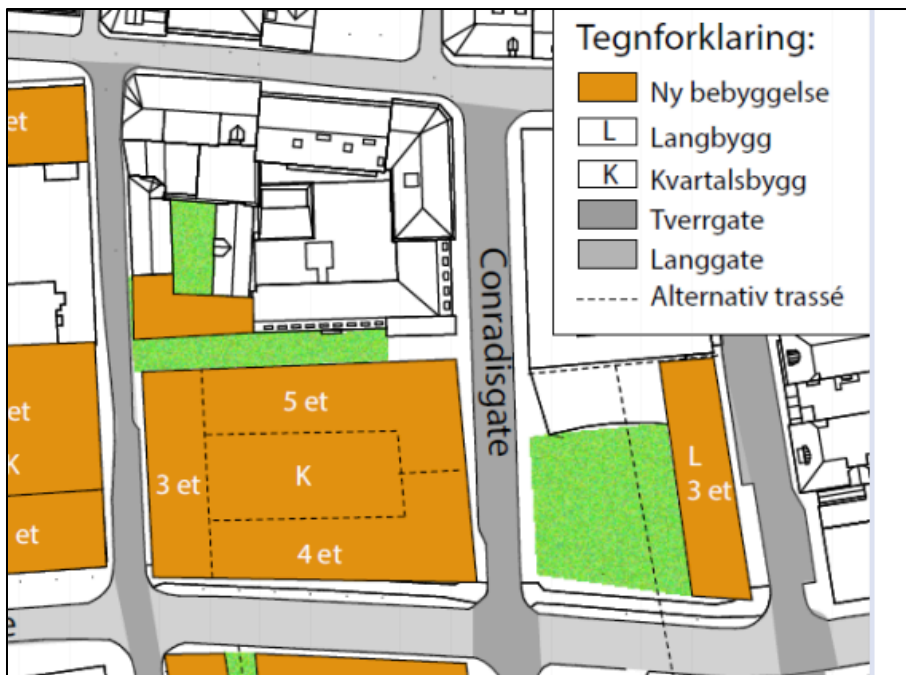 Tegnforklaring:
Ny bebyggelse
L Langbygg
K Kvartalsbygg
Tverrgate
Langgate
Alternativ trassé
et
Conradisgate
5 et
et
K
3 et
K
L
3 et
et
4 et
e